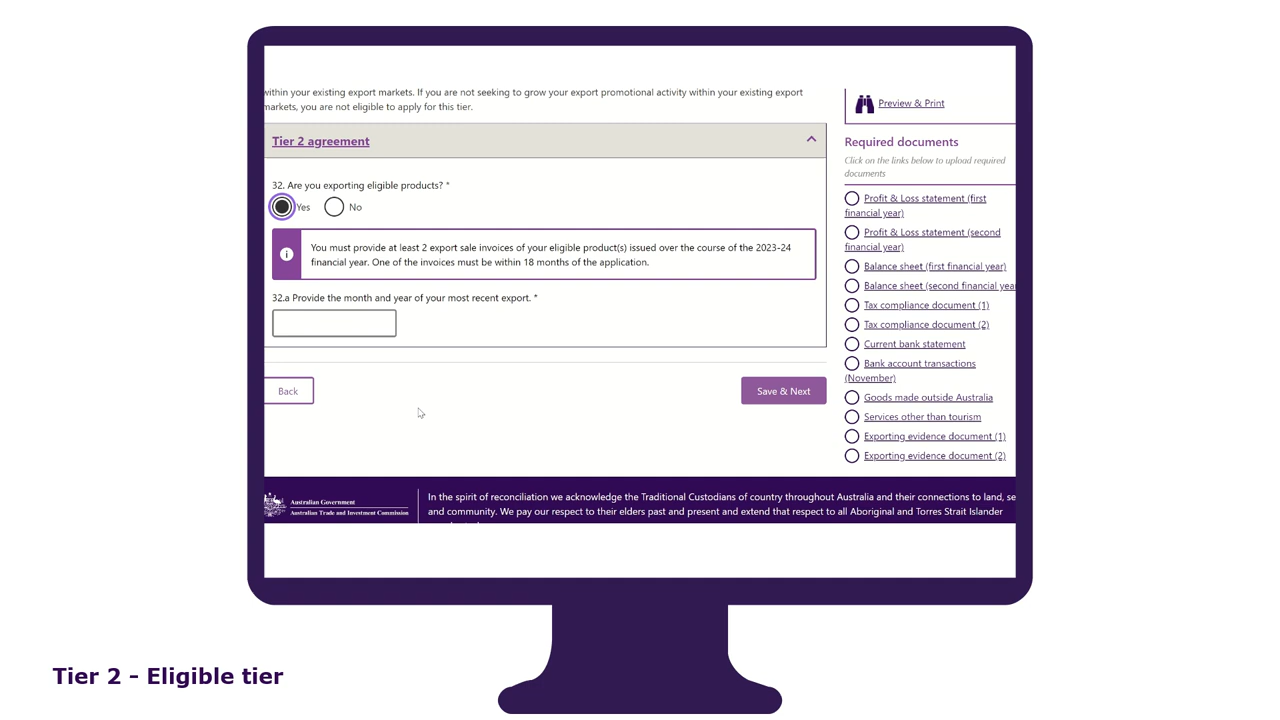 within your existing export markets. If you are not seeking to grow your export promotional activity within your existing export
markets, you are not eligible to apply for this tier.
Tier 2 agreement
32. Are you exporting eligible products? *
Yes No
You must provide at least 2 export sale invoices of your eligible product(s) issued over the course of the 2023-24
financial year. One of the invoices must be within 18 months of the application.
32.a Provide the month and year of your most recent export. *
Back
Save & Next
Preview & Print
Required documents
Click on the links below to upload required
documents
Profit & Loss statement (first
financial year)
Profit & Loss statement (second
financial year)
Balance sheet (first financial year)
Balance sheet (second financial year
Tax compliance document (1)
Tax compliance document (2)
Current bank statement
Bank account transactions
(November)
Goods made outside Australia
Services other than tourism
Exporting evidence document (1)
Exporting evidence document (2)
Australian Government
Australian Trade and Investment Commission
In the spirit of reconciliation we acknowledge the Traditional Custodians of country throughout Australia and their connections to land, se
and community. We pay our respect to their elders past and present and extend that respect to all Aboriginal and Torres Strait Islander
Tier 2 - Eligible tier